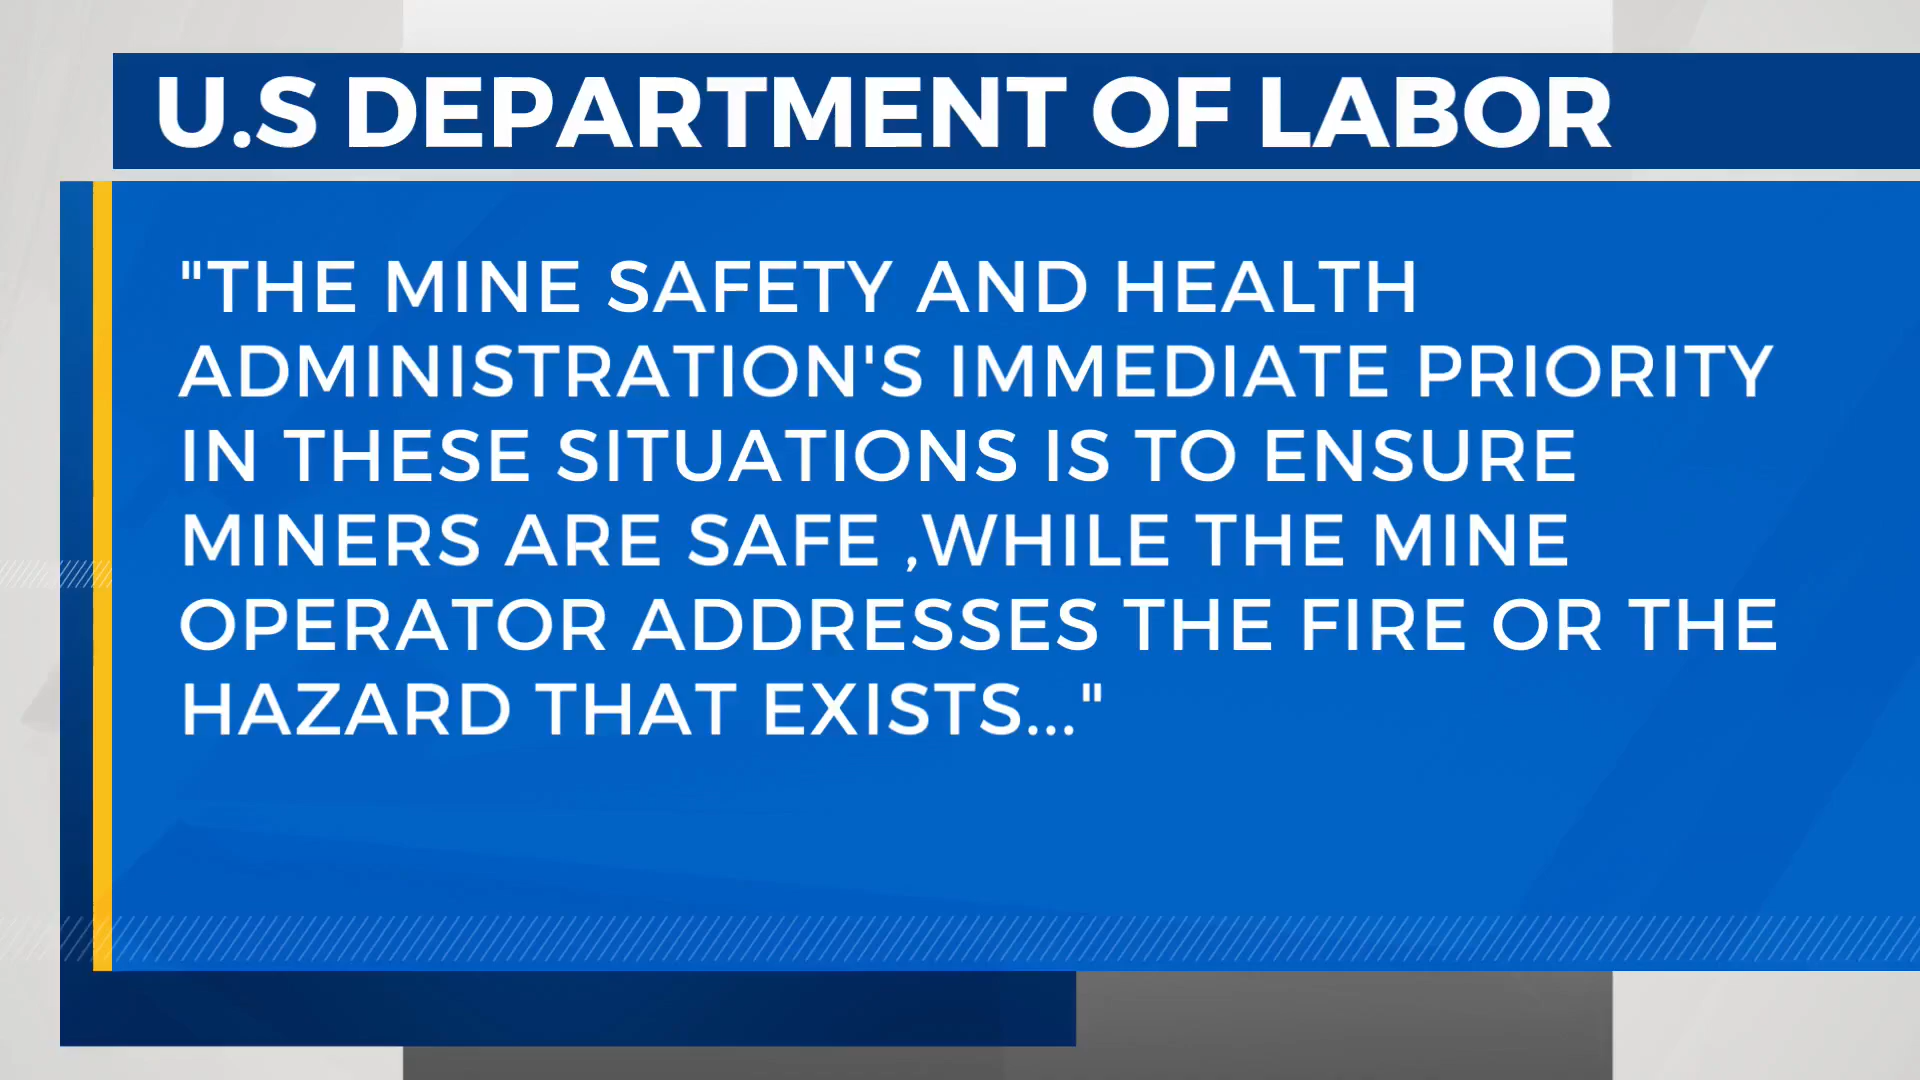 U.S DEPARTMENT OF LABOR
"THE MINE SAFETY AND HEALTH
ADMINISTRATION'S IMMEDIATE PRIORITY
IN THESE SITUATIONS IS TO ENSURE
MINERS ARE SAFE ,WHILE THE MINE
OPERATOR ADDRESSES THE FIRE OR THE
HAZARD THAT EXISTS..."